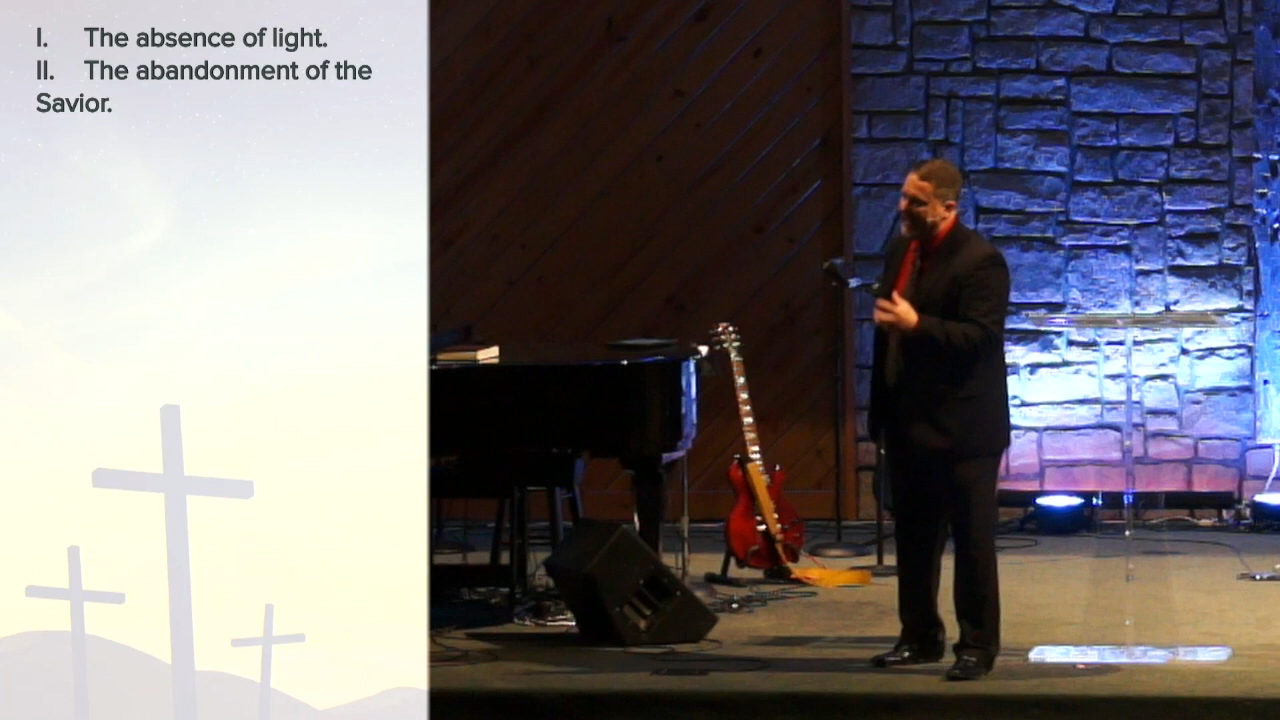 I. The absence of light.
II. The abandonment of the
Savior.